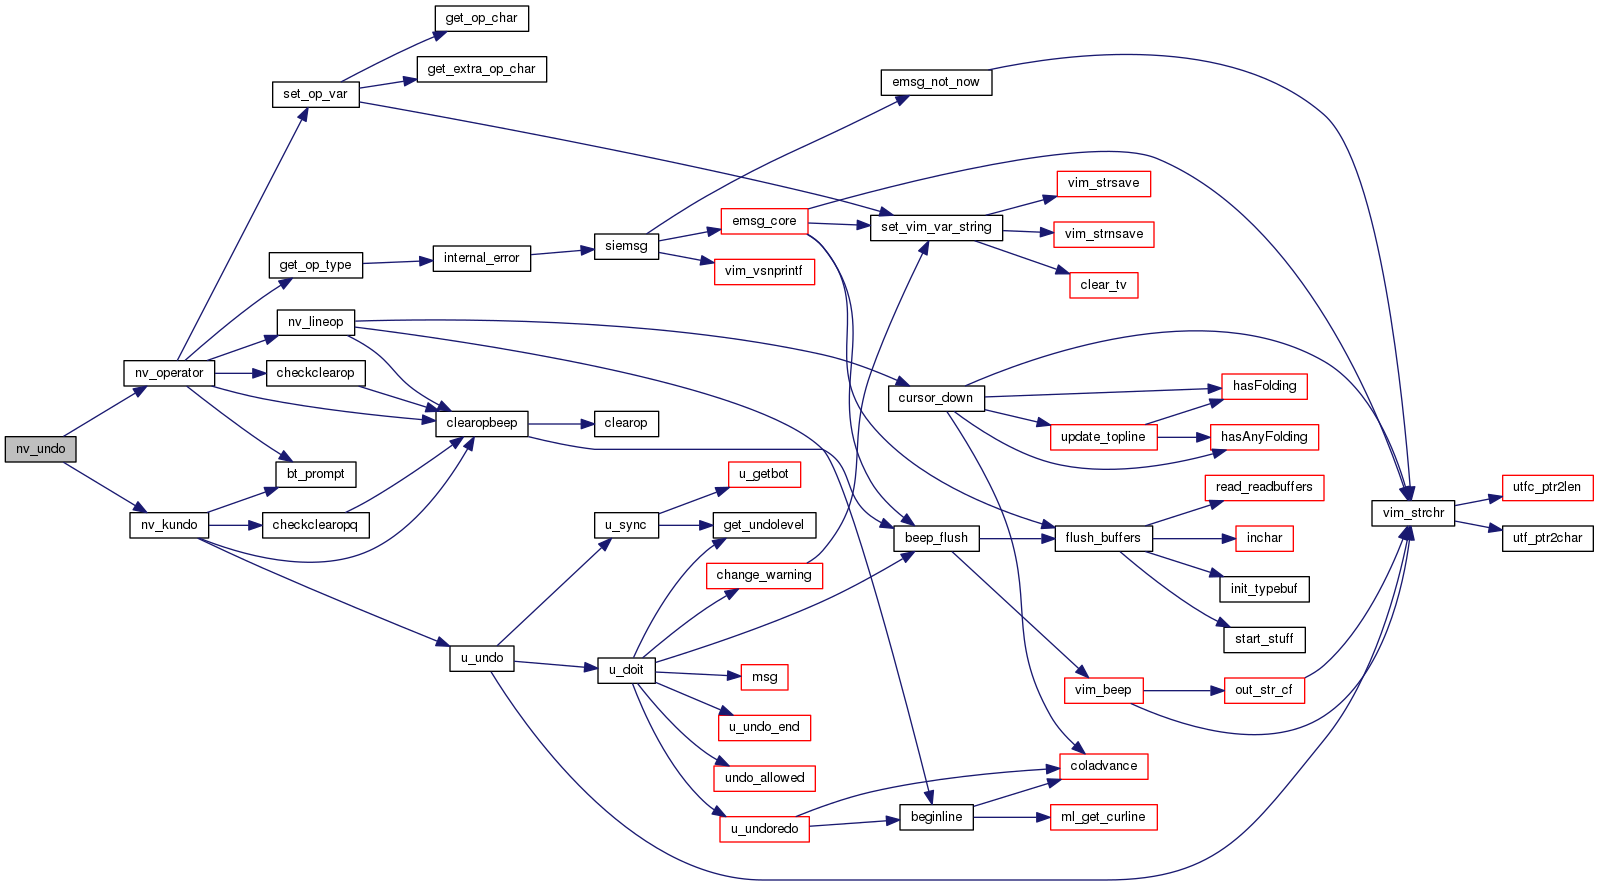 get_op_char
get_extra_op_char
set_op_var
emsg_not_now
vim_strsave
emsg_core
set_vim_var_string
vim_strnsave
siemsg
internal_error
get_op_type
vim_vsnprintf
clear_tv
nv_lineop
nv_operator
checkclearop
hasFolding
cursor_down
clearopbeep
clearop
update_topline
hasAnyFolding
nv_undo
bt_prompt
u_getbot
read_readbuffers
utfc_ptr2len
vim_strchr
nv_kundo
checkclearopq
u_sync
get_undolevel
beep_flush
flush_buffers
inchar
utf_ptr2char
change_warning
init_typebuf
start_stuff
u_undo
u_doit
msg
vim_beep
out_str_cf
u_undo_end
coladvance
undo_allowed
beginline
ml_get_curline
u_undoredo